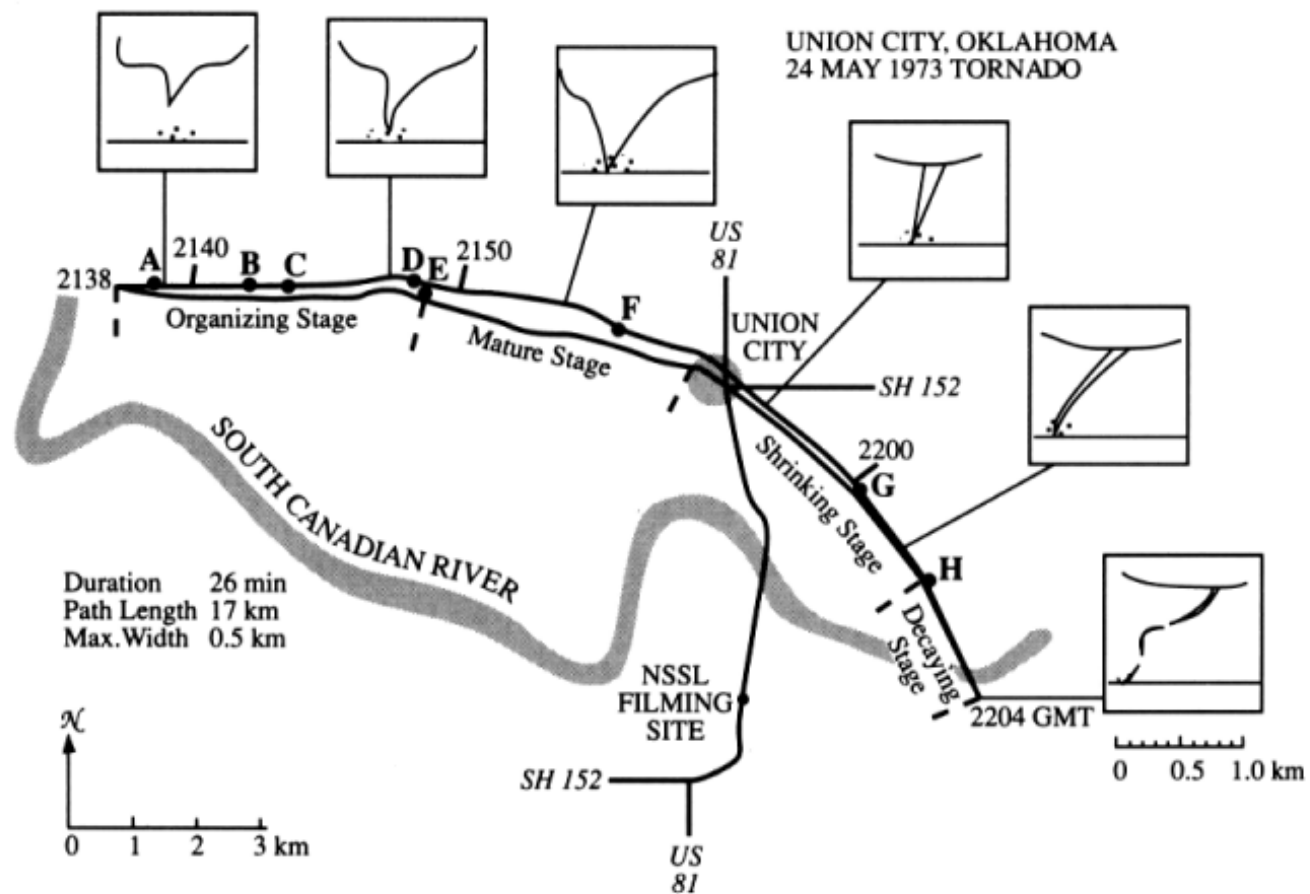 UNION CITY, OKLAHOMA
24 MAY 1973 TORNADO
US
81
2138
A
2140
B
C
D
E
2150
F
Organizing Stage
Mature Stage
UNION
CITY
SH 152
2200
G
Shrinking Stage
H
Decaying
Stage
SOUTH CANADIAN RIVER
Duration 26 min
Path Length 17 km
Max.Width 0.5 km
NSSL
FILMING
SITE
2204 GMT
SH 152
US
81
N
0 1 2 3 km
0 0.5 1.0 km